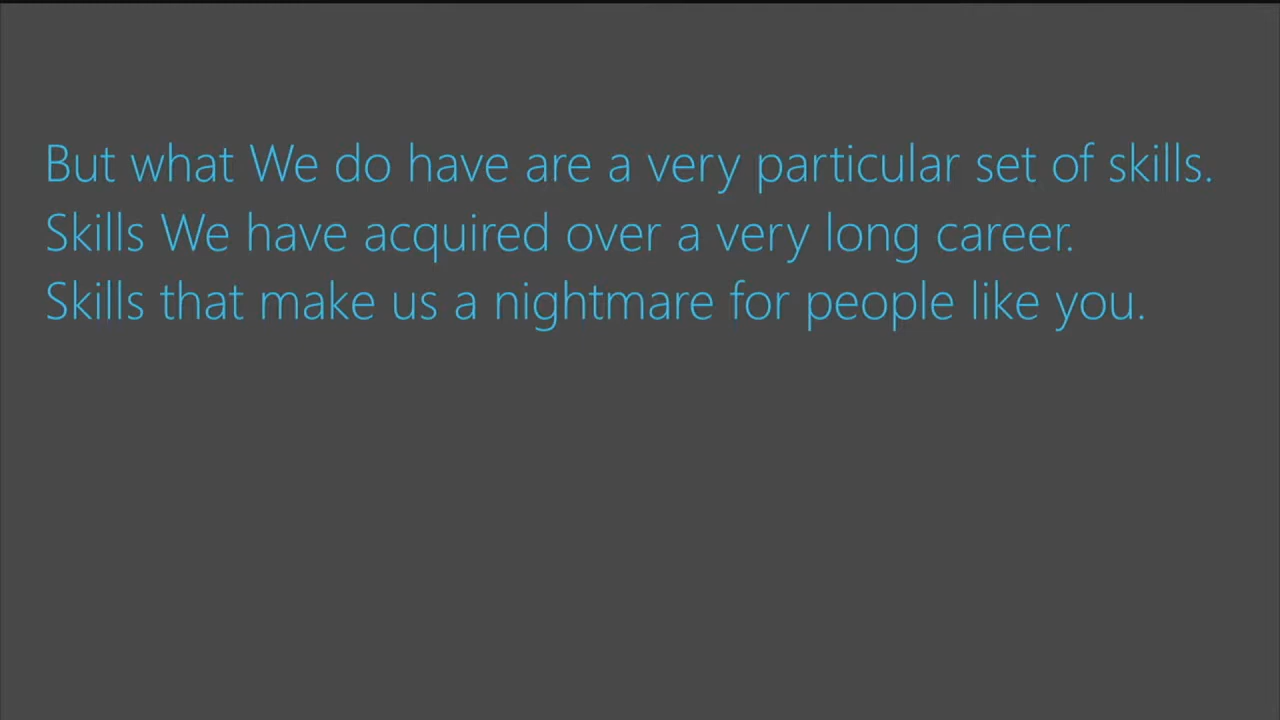 But what We do have are a very particular set of skills.
Skills We have acquired over a very long career.
Skills that make us a nightmare for people like you.